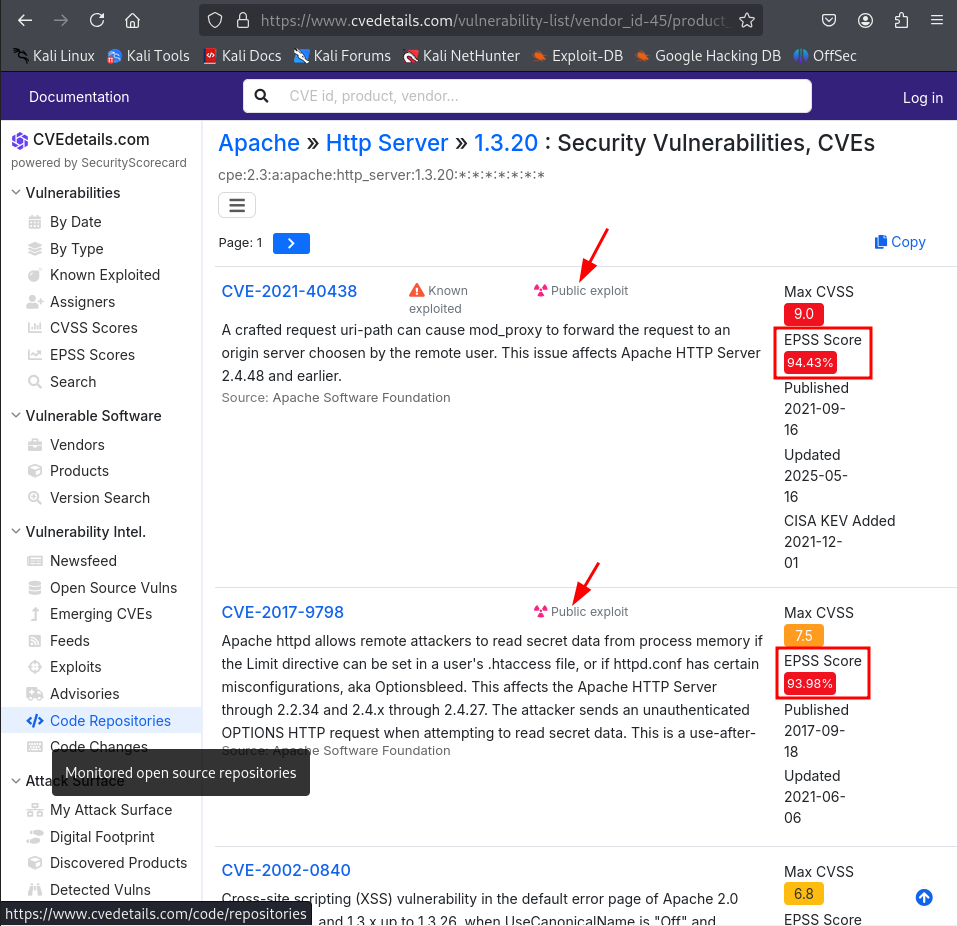 https://www.cvedetails.com/vulnerability-list/vendor_id-45/product
Kali Linux Kali Tools Kali Docs Kali Forums Kali NetHunter Exploit-DB Google Hacking DB OffSec
Documentation
CVE id, product, vendor...
Log in
CVEdetails.com
powered by SecurityScorecard
Vulnerabilities
By Date
By Type
Known Exploited
Assigners
CVSS Scores
EPSS Scores
Search
Vulnerable Software
Vendors
Products
Version Search
Vulnerability Intel.
Newsfeed
Open Source Vulns
Emerging CVEs
Feeds
Exploits
Advisories
Code Repositories
Code Changes
Monitored open source repositories
Attack Surface
My Attack Surface
Digital Footprint
Discovered Products
Detected Vulns
https://www.cvedetails.com/code/repositories
Apache » Http Server » 1.3.20 : Security Vulnerabilities, CVEs
cpe:2.3:a:apache:http_server:1.3.20:*:*:*:*:*:*:*
Page: 1
Copy
CVE-2021-40438
Known
exploited
Public exploit
A crafted request uri-path can cause mod_proxy to forward the request to an
origin server choosen by the remote user. This issue affects Apache HTTP Server
2.4.48 and earlier.
Source: Apache Software Foundation
Max CVSS
9.0
EPSS Score
94.43%
Published
2021-09-
16
Updated
2025-05-
16
CISA KEV Added
2021-12-
01
CVE-2017-9798
Public exploit
Apache httpd allows remote attackers to read secret data from process memory if
the Limit directive can be set in a user's .htaccess file, or if httpd.conf has certain
misconfigurations, aka Optionsbleed. This affects the Apache HTTP Server
through 2.2.34 and 2.4.x through 2.4.27. The attacker sends an unauthenticated
OPTIONS HTTP request when attempting to read secret data. This is a use-after-
Source: Apache Software Foundation
Max CVSS
7.5
EPSS Score
93.98%
Published
2017-09-
18
Updated
2021-06-
06
CVE-2002-0840
Cross-site scripting (XSS) vulnerability in the default error page of Apache 2.0
and 1.3.x up to 1.3.26, when UseCanonicalName is "Off" and
Max CVSS
6.8
EPSS Score